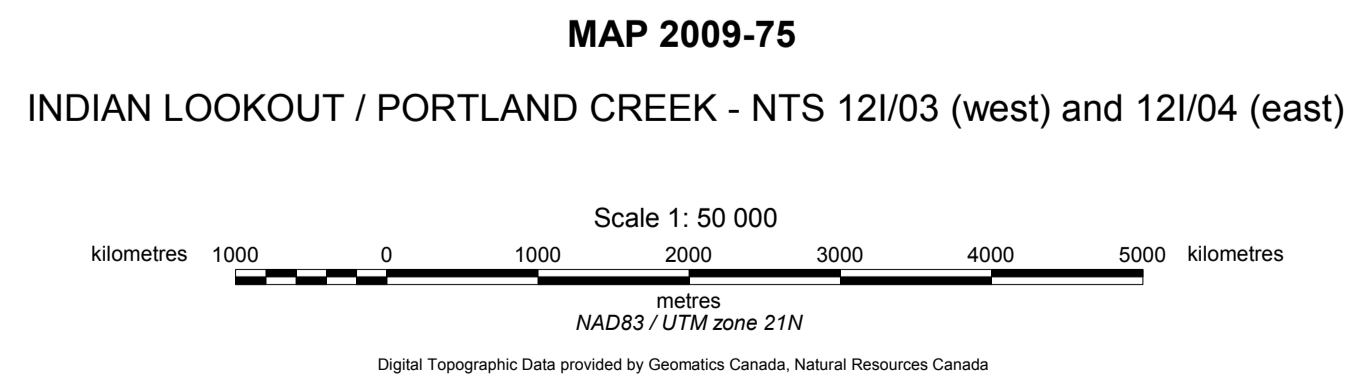 MAP 2009-75
INDIAN LOOKOUT / PORTLAND CREEK - NTS 12I/03 (west) and 12I/04 (east)
Scale 1: 50 000
kilometres 1000 0 1000 2000 3000 4000 5000 kilometres
metres
NAD83 / UTM zone 21N
Digital Topographic Data provided by Geomatics Canada, Natural Resources Canada